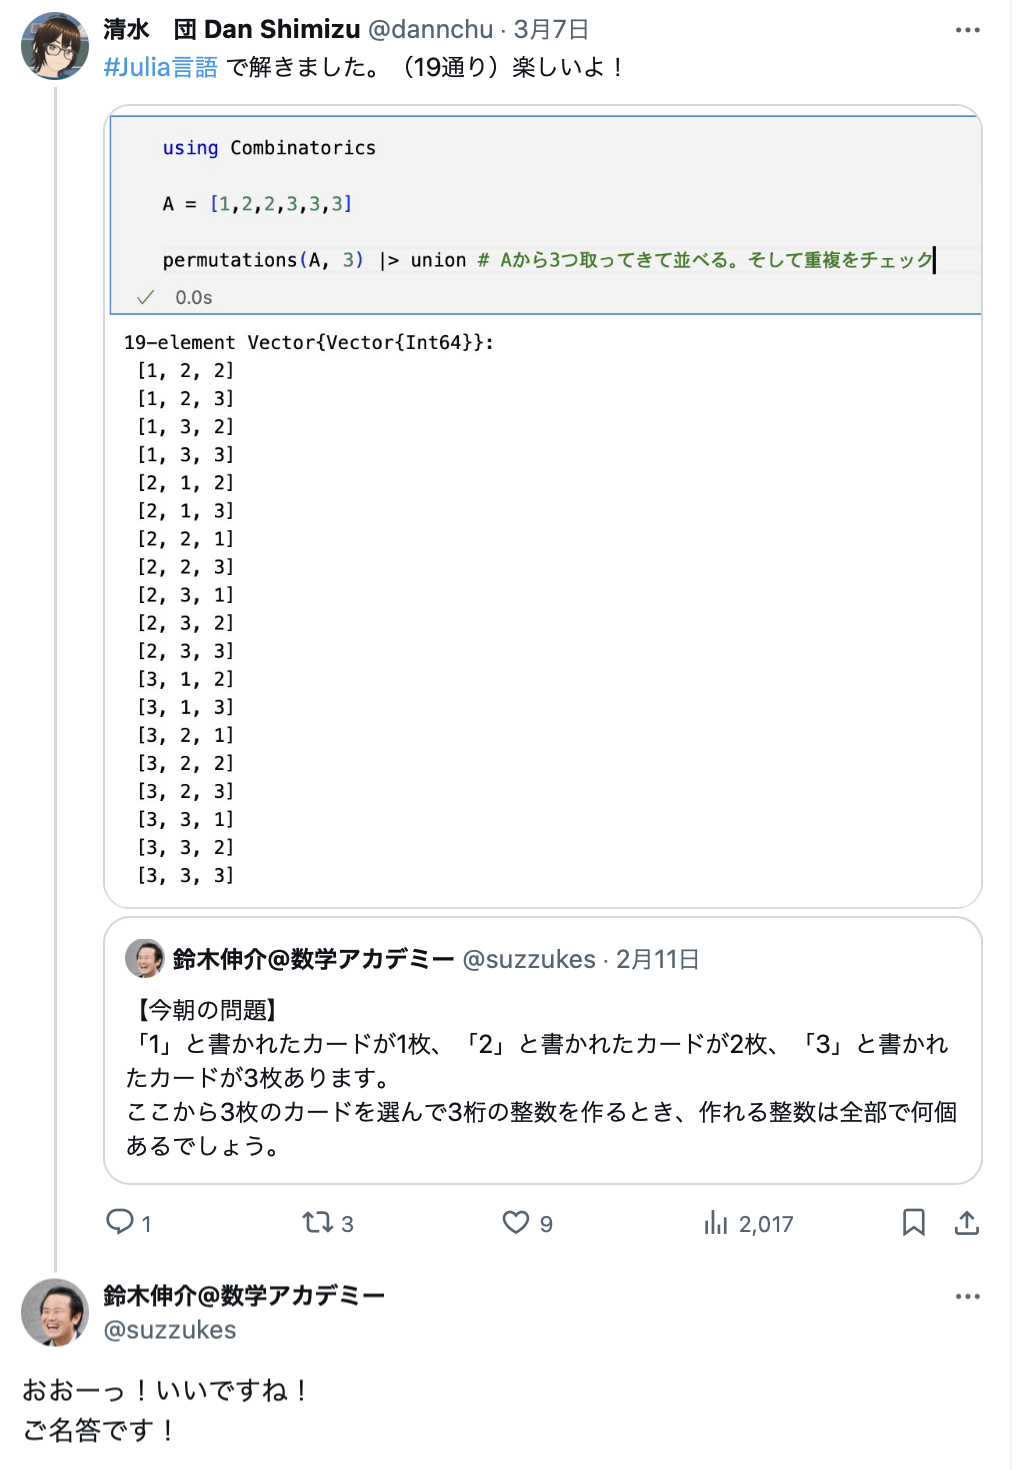 清水　団 Dan Shimizu @dannchu · 3月7日
#Julia言語 で解きました。（19通り）楽しいよ！
using Combinatorics
A = [1,2,2,3,3,3]
permutations(A, 3) |> union # Aから3つ取ってきて並べる。そして重複をチェック
0.0s
19-element Vector{Vector{Int64}}:
[1, 2, 2]
[1, 2, 3]
[1, 3, 2]
[1, 3, 3]
[2, 1, 2]
[2, 1, 3]
[2, 2, 1]
[2, 2, 3]
[2, 3, 1]
[2, 3, 2]
[2, 3, 3]
[3, 1, 2]
[3, 1, 3]
[3, 2, 1]
[3, 2, 2]
[3, 2, 3]
[3, 3, 1]
[3, 3, 2]
[3, 3, 3]
鈴木伸介@数学アカデミー @suzzukes · 2月11日
【今朝の問題】
「1」と書かれたカードが1枚、「2」と書かれたカードが2枚、「3」と書かれ
たカードが3枚あります。
ここから3枚のカードを選んで3桁の整数を作るとき、作れる整数は全部で何個
あるでしょう。
1 3 9 2,017
鈴木伸介@数学アカデミー
@suzzukes
おおーっ！いいですね！
ご名答です！